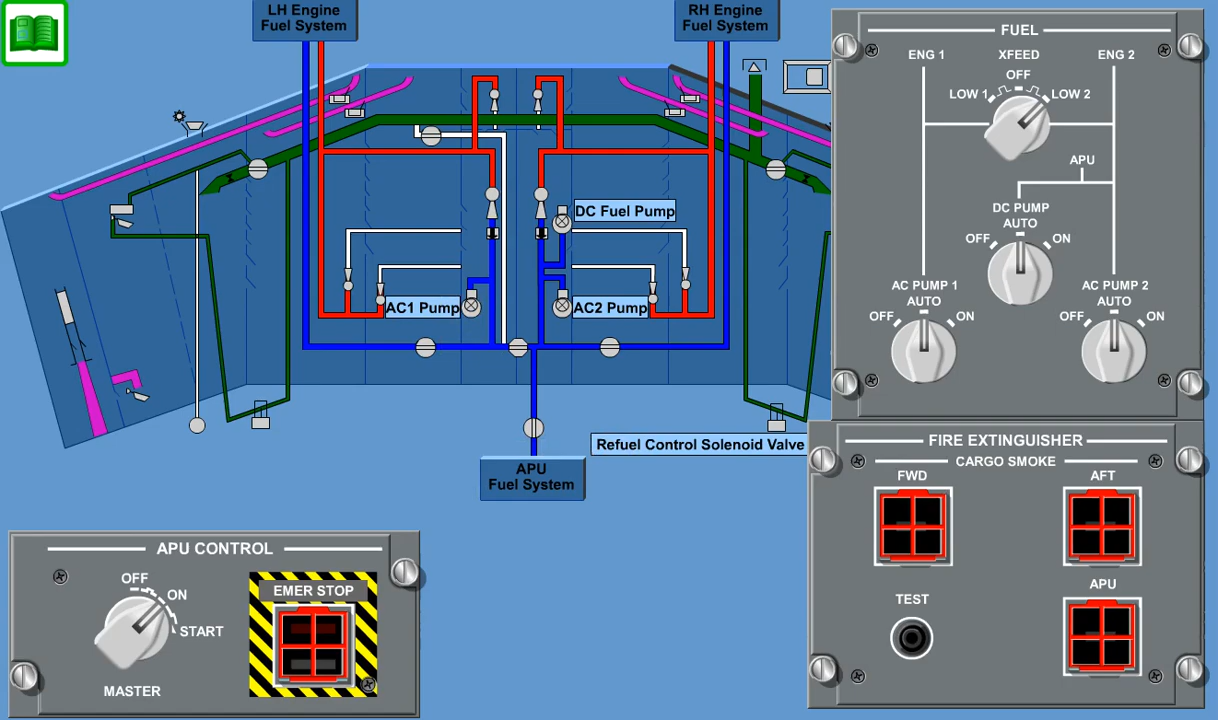 LH Engine
Fuel System
RH Engine
Fuel System
DC Fuel Pump
AC1 Pump
AC2 Pump
Refuel Control Solenoid Valve
APU
Fuel System
FUEL
ENG 1
XFEED
ENG 2
OFF
LOW 1
LOW 2
APU
DC PUMP
AUTO
OFF
ON
AC PUMP 1
AUTO
OFF
ON
AC PUMP 2
AUTO
OFF
ON
APU CONTROL
OFF
ON
START
MASTER
EMER STOP
FIRE EXTINGUISHER
CARGO SMOKE
FWD
AFT
TEST
APU